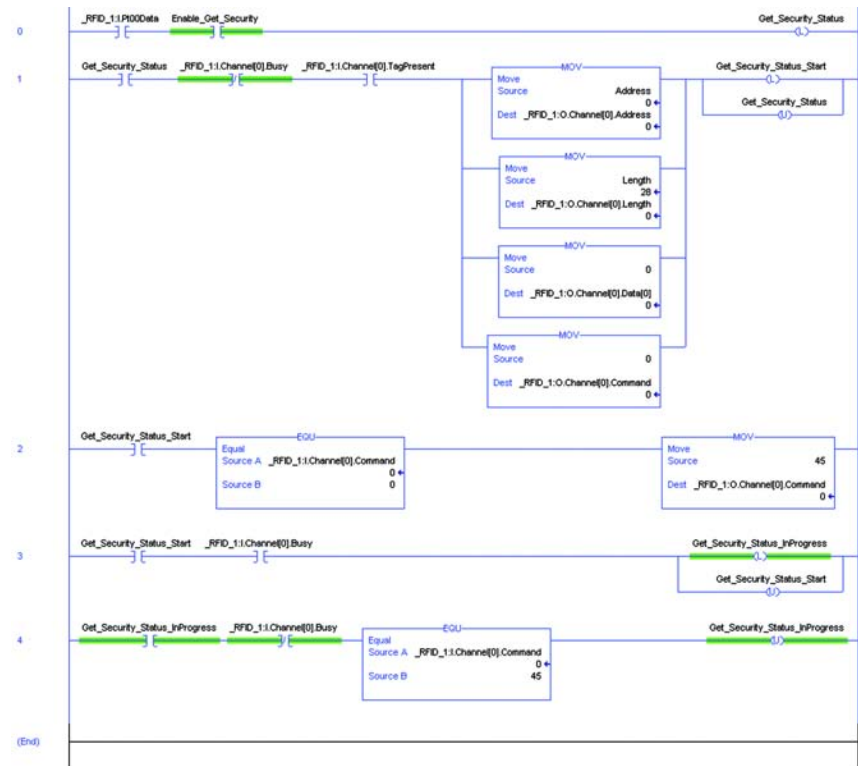 _RFID_1:I.Pt00Data Enable_Get_Security Get_Security_Status
0
(L)
Get_Security_Status _RFID_1:I.Channel[0].Busy _RFID_1:I.Channel[0].TagPresent MOV Get_Security_Status_Start
1
Move (L)
Source Address
0
Dest _RFID_1:O.Channel[0].Address
0
Get_Security_Status
(U)
MOV
Move
Source Length
28
Dest _RFID_1:O.Channel[0].Length
0
MOV
Move
Source 0
Dest _RFID_1:O.Channel[0].Data[0]
0
MOV
Move
Source 0
Dest _RFID_1:O.Channel[0].Command
0
Get_Security_Status_Start EQU MOV
2
Equal
Source A _RFID_1:I.Channel[0].Command
0
Source B 0
Move
Source 45
Dest _RFID_1:O.Channel[0].Command
0
Get_Security_Status_Start _RFID_1:I.Channel[0].Busy Get_Security_Status_InProgress
3
(L)
Get_Security_Status_Start
(U)
Get_Security_Status_InProgress _RFID_1:I.Channel[0].Busy EQU Get_Security_Status_InProgress
4
Equal (U)
Source A _RFID_1:I.Channel[0].Command
0
Source B 45
(End)